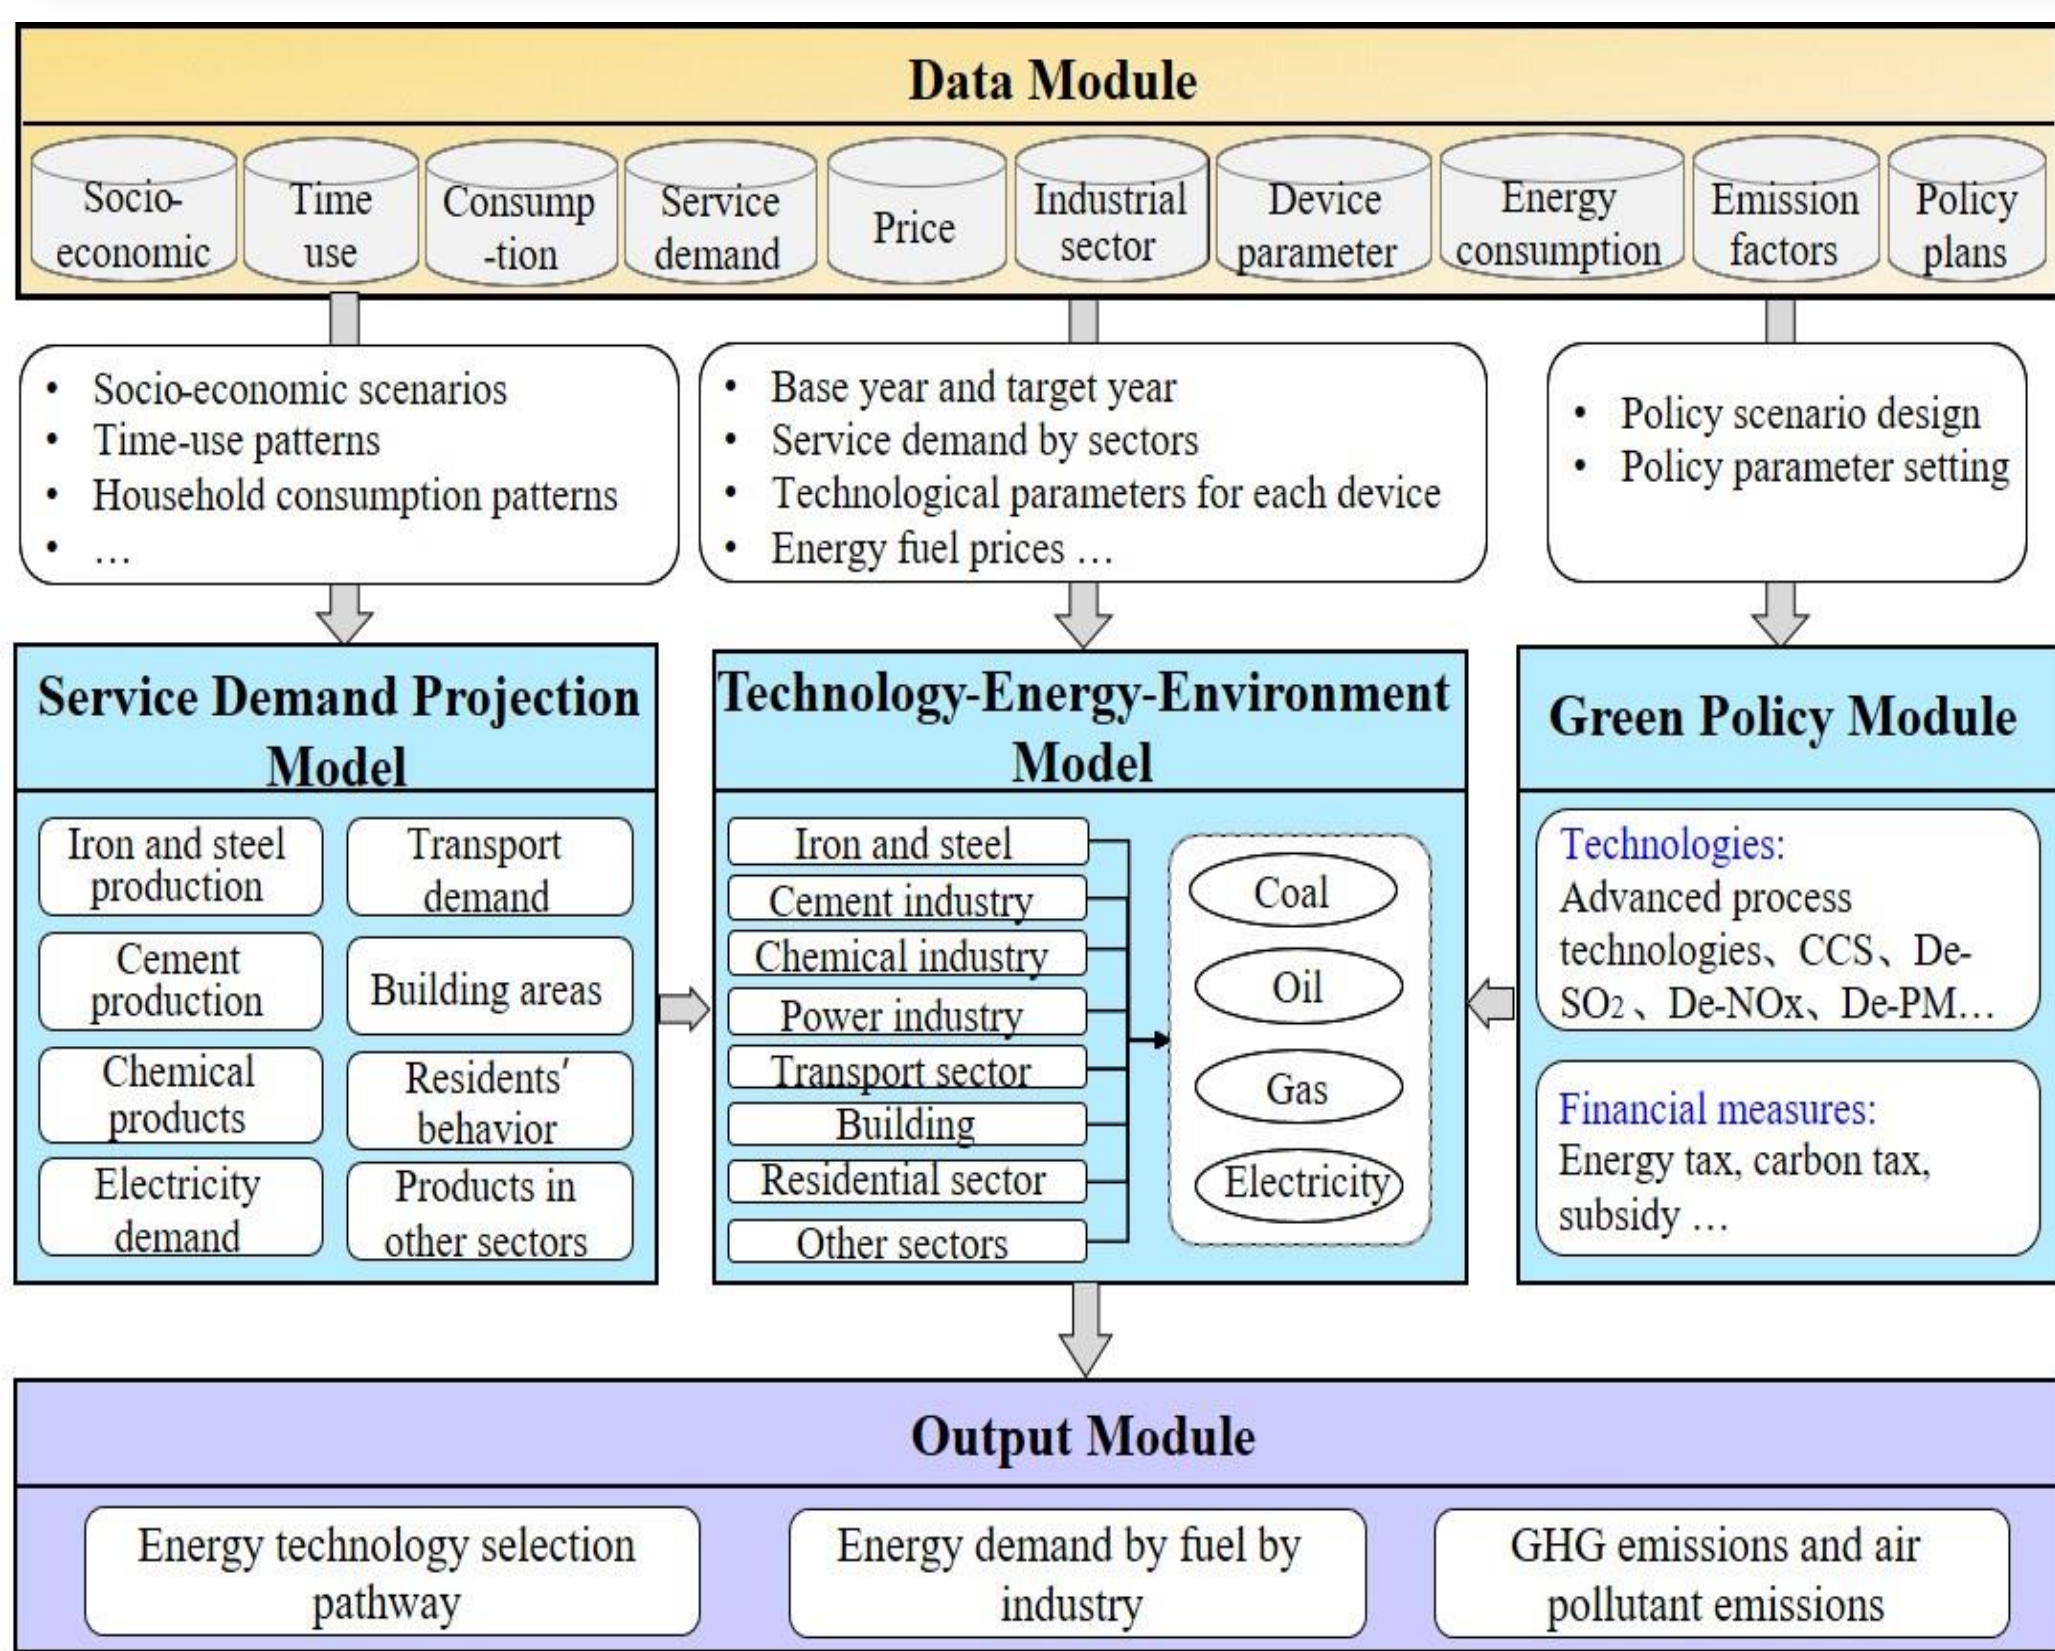 Data Module
Socio-
economic
Time
use
Consump
-tion
Service
demand
Price
Industrial
sector
Device
parameter
Energy
consumption
Emission
factors
Policy
plans
• Socio-economic scenarios
• Time-use patterns
• Household consumption patterns
• …
• Base year and target year
• Service demand by sectors
• Technological parameters for each device
• Energy fuel prices …
• Policy scenario design
• Policy parameter setting
Service Demand Projection
Model
Iron and steel
production
Transport
demand
Cement
production
Building areas
Chemical
products
Residents′
behavior
Electricity
demand
Products in
other sectors
Technology-Energy-Environment
Model
Iron and steel
Cement industry
Chemical industry
Power industry
Transport sector
Building
Residential sector
Other sectors
Coal
Oil
Gas
Electricity
Green Policy Module
Technologies:
Advanced process
technologies、CCS、De-
SO2、De-NOx、De-PM…
Financial measures:
Energy tax, carbon tax,
subsidy …
Output Module
Energy technology selection
pathway
Energy demand by fuel by
industry
GHG emissions and air
pollutant emissions